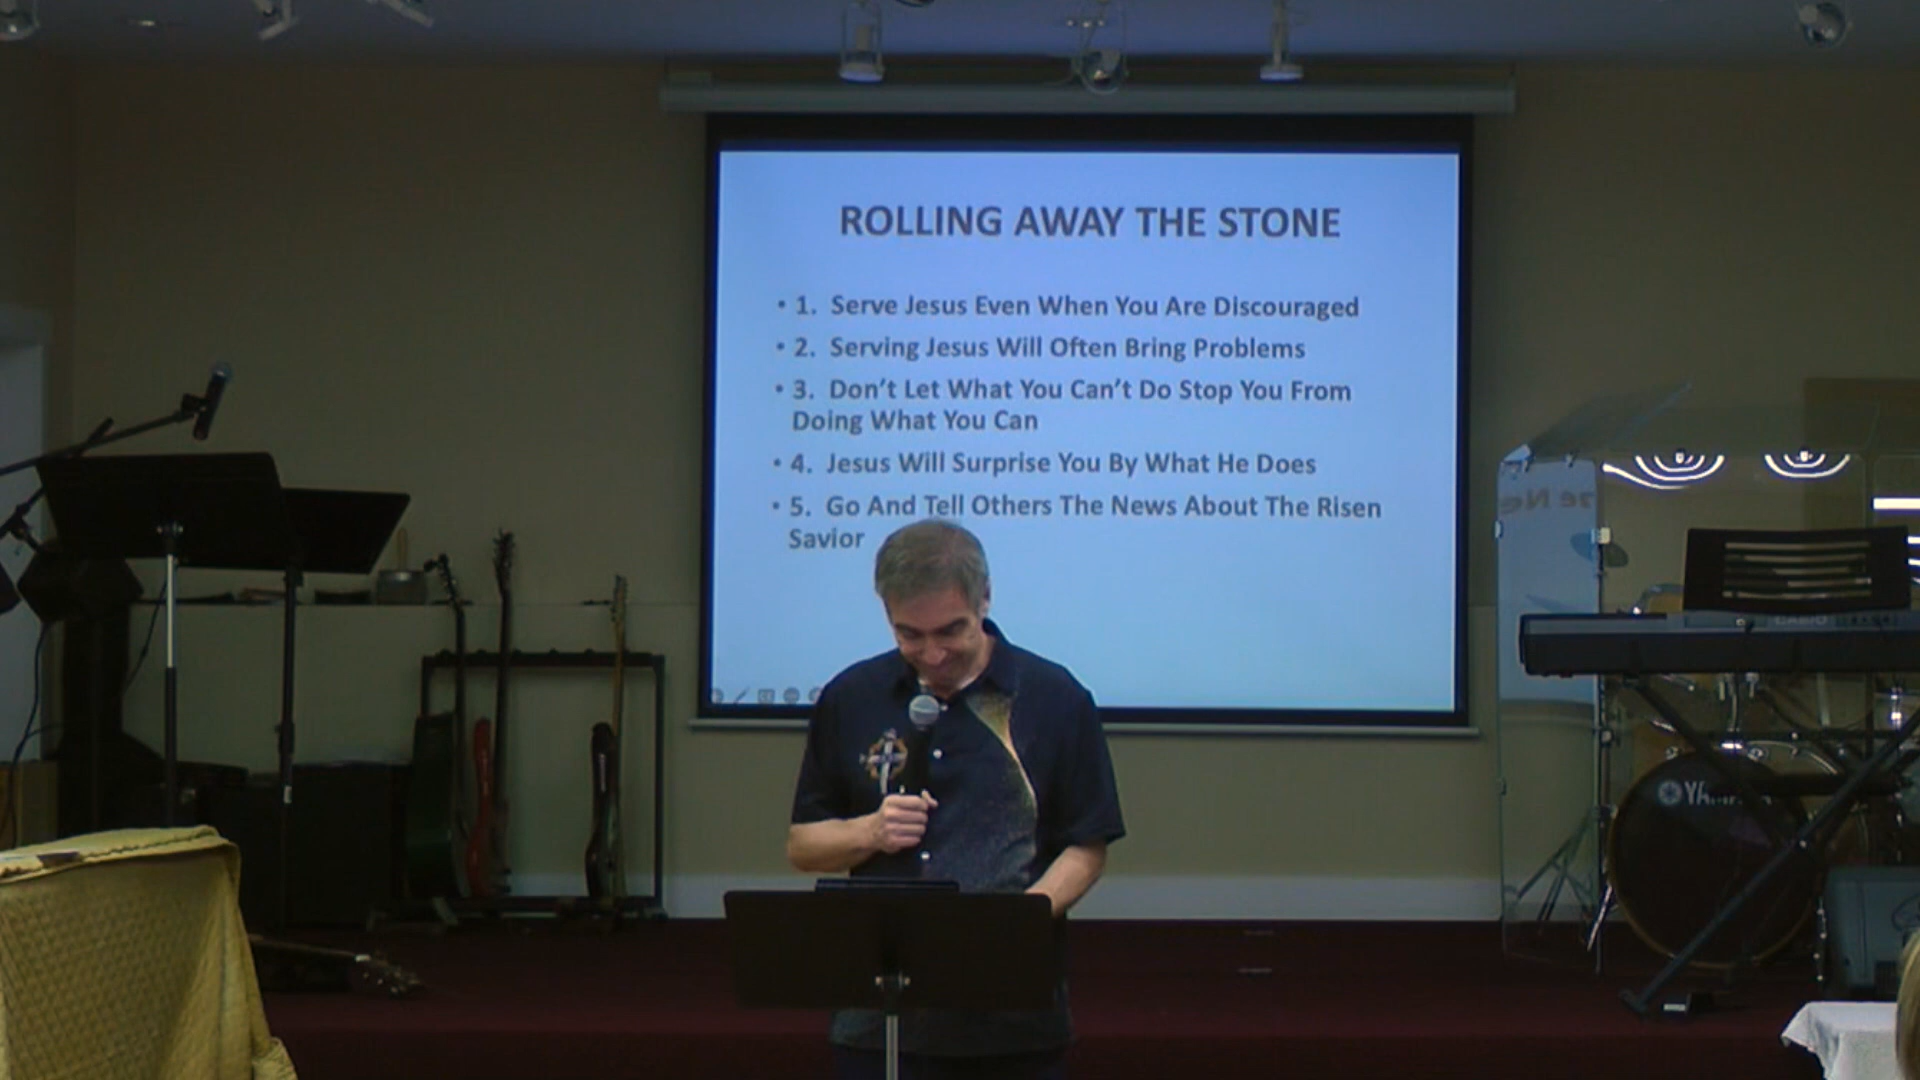 ROLLING AWAY THE STONE
• 1. Serve Jesus Even When You Are Discouraged
• 2. Serving Jesus Will Often Bring Problems
• 3. Don’t Let What You Can’t Do Stop You From
Doing What You Can
• 4. Jesus Will Surprise You By What He Does
• 5. Go And Tell Others The News About The Risen
Savior
CASIO